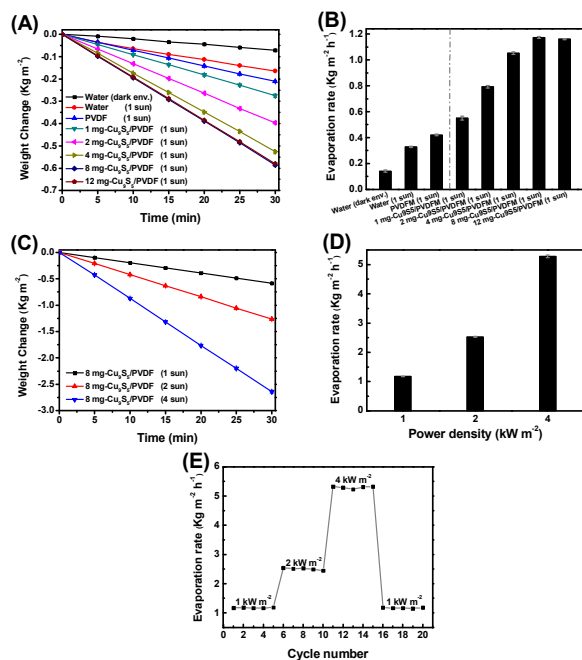 (A)
Weight Change (Kg m-2)
0.0
-0.1
-0.2
-0.3
-0.4
-0.5
-0.6
-0.7
Water (dark env.)
Water (1 sun)
PVDF (1 sun)
1 mg-Cu9S5/PVDF (1 sun)
2 mg-Cu9S5/PVDF (1 sun)
4 mg-Cu9S5/PVDF (1 sun)
8 mg-Cu9S5/PVDF (1 sun)
12 mg-Cu9S5/PVDF (1 sun)
0 5 10 15 20 25 30
Time (min)
(B)
Evaporation rate (Kg m-2 h-1)
1.2
1.0
0.8
0.6
0.4
0.2
0.0
Water (dark env.)
Water (1 sun)
PVDFM (1 sun)
1 mg-Cu9S5/PVDFM (1 sun)
2 mg-Cu9S5/PVDFM (1 sun)
4 mg-Cu9S5/PVDFM (1 sun)
8 mg-Cu9S5/PVDFM (1 sun)
12 mg-Cu9S5/PVDFM (1 sun)
(C)
Weight Change (Kg m-2)
0.0
-0.5
-1.0
-1.5
-2.0
-2.5
-3.0
8 mg-Cu9S5/PVDF (1 sun)
8 mg-Cu9S5/PVDF (2 sun)
8 mg-Cu9S5/PVDF (4 sun)
0 5 10 15 20 25 30
Time (min)
(D)
Evaporation rate (Kg m-2 h-1)
5
4
3
2
1
0
1 2 4
Power density (kW m-2)
(E)
Evaporation rate (Kg m-2 h-1)
6
5
4
3
2
1
4 kW m-2
2 kW m-2
1 kW m-2
1 kW m-2
0 2 4 6 8 10 12 14 16 18 20
Cycle number